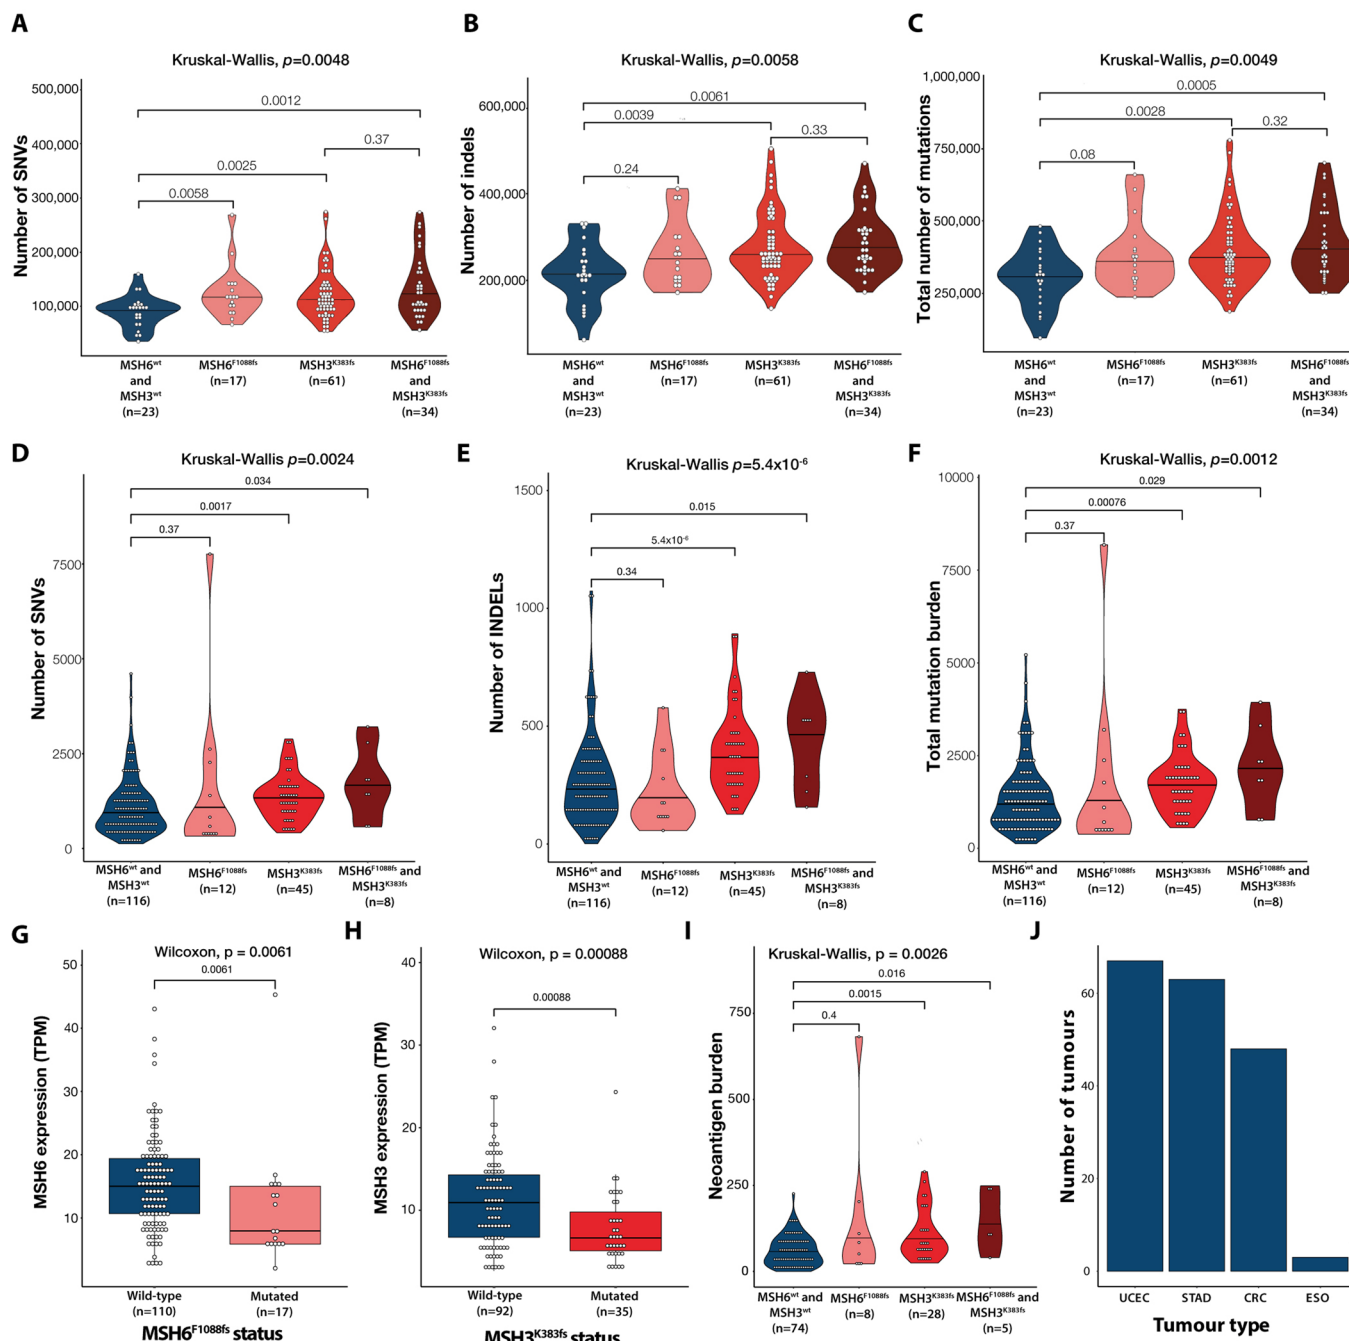 A
Kruskal-Wallis, p=0.0048
Number of SNVs
500,000
400,000
300,000
200,000
100,000
0.0012
0.37
0.0025
0.0058
MSH6wt and MSH3wt (n=23)
MSH6F1088fs (n=17)
MSH3K383fs (n=61)
MSH6F1088fs and MSH3K383fs (n=34)
B
Kruskal-Wallis, p=0.0058
Number of indels
600,000
400,000
200,000
0.0061
0.0039
0.33
0.24
MSH6wt and MSH3wt (n=23)
MSH6F1088fs (n=17)
MSH3K383fs (n=61)
MSH6F1088fs and MSH3K383fs (n=34)
C
Kruskal-Wallis, p=0.0049
Total number of mutations
1,000,000
750,000
500,000
250,000
0.0005
0.0028
0.32
0.08
MSH6wt and MSH3wt (n=23)
MSH6F1088fs (n=17)
MSH3K383fs (n=61)
MSH6F1088fs and MSH3K383fs (n=34)
D
Kruskal-Wallis p=0.0024
Number of SNVs
7500
5000
2500
0
0.034
0.0017
0.37
MSH6wt and MSH3wt (n=116)
MSH6F1088fs (n=12)
MSH3K383fs (n=45)
MSH6F1088fs and MSH3K383fs (n=8)
E
Kruskal-Wallis p=5.4x10-6
Number of INDELs
1500
1000
500
0
0.015
5.4x10-6
0.34
MSH6wt and MSH3wt (n=116)
MSH6F1088fs (n=12)
MSH3K383fs (n=45)
MSH6F1088fs and MSH3K383fs (n=8)
F
Kruskal-Wallis, p=0.0012
Total mutation burden
10000
7500
5000
2500
0
0.029
0.00076
0.37
MSH6wt and MSH3wt (n=116)
MSH6F1088fs (n=12)
MSH3K383fs (n=45)
MSH6F1088fs and MSH3K383fs (n=8)
G
Wilcoxon, p = 0.0061
MSH6 expression (TPM)
50
40
30
20
10
0.0061
Wild-type (n=110)
Mutated (n=17)
MSH6F1088fs status
H
Wilcoxon, p = 0.00088
MSH3 expression (TPM)
40
30
20
10
0.00088
Wild-type (n=92)
Mutated (n=35)
MSH3K383fs status
I
Kruskal-Wallis, p = 0.0026
Neoantigen burden
750
500
250
0
0.016
0.0015
0.4
MSH6wt and MSH3wt (n=74)
MSH6F1088fs (n=8)
MSH3K383fs (n=28)
MSH6F1088fs and MSH3K383fs (n=5)
J
Number of tumours
60
40
20
0
UCEC
STAD
CRC
ESO
Tumour type